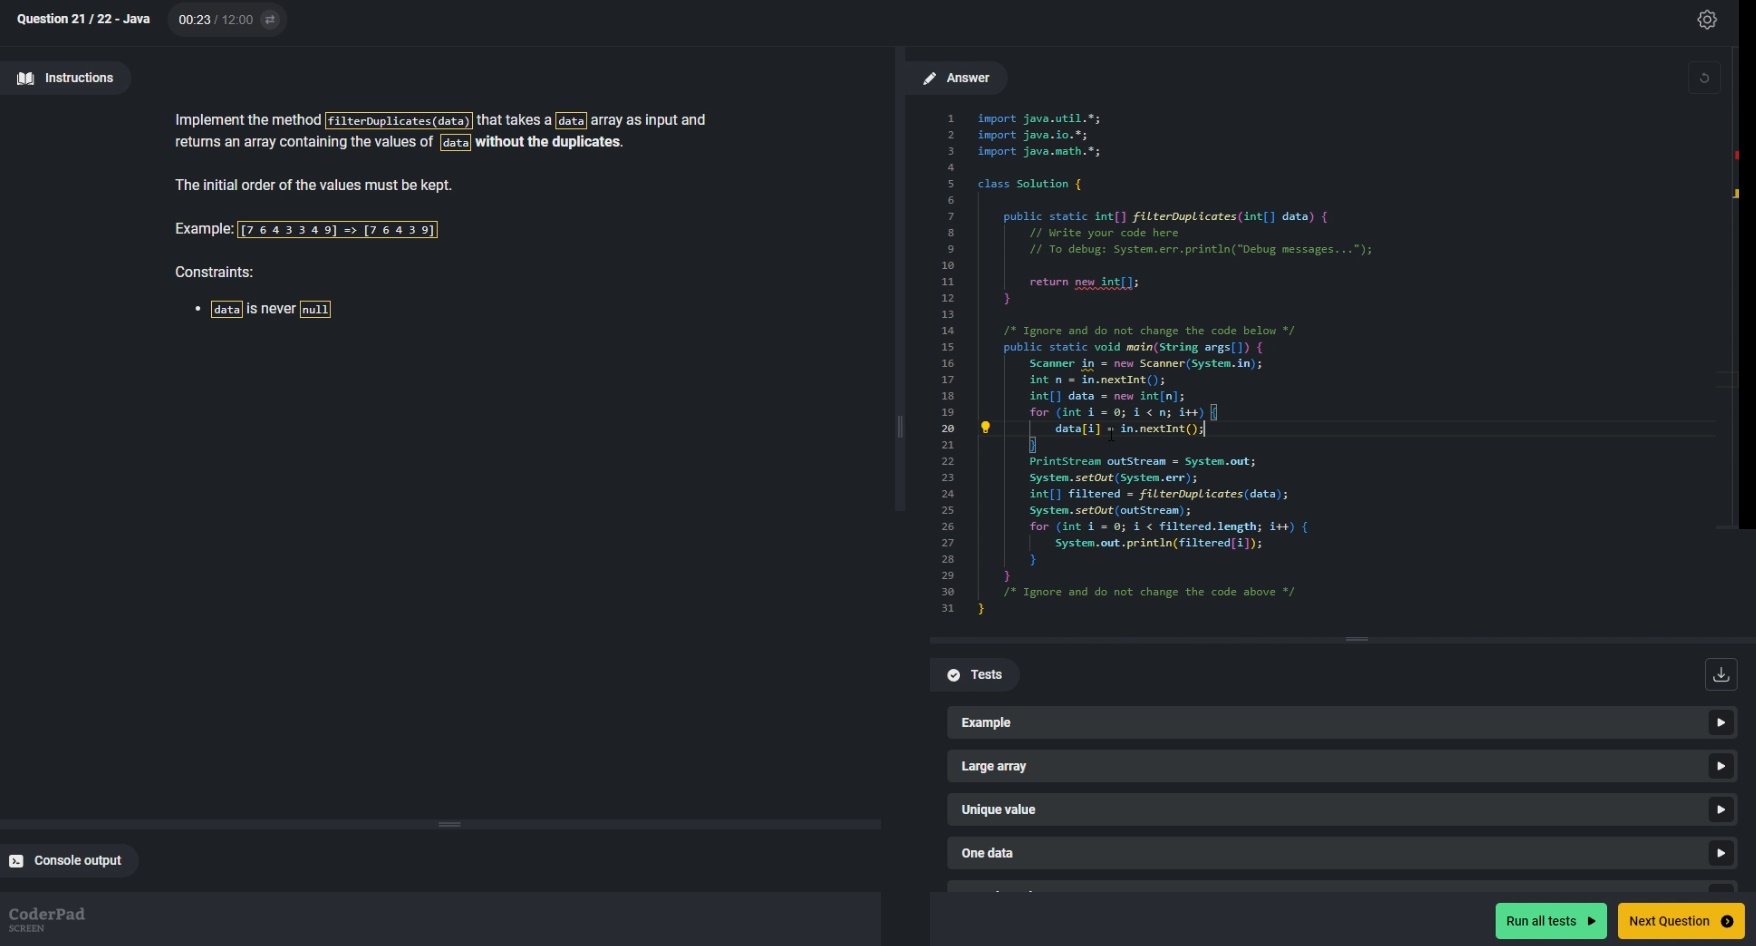 Question 21 / 22 - Java
00:23 / 12:00
Instructions
Implement the method filterDuplicates(data) that takes a data array as input and
returns an array containing the values of data without the duplicates.
The initial order of the values must be kept.
Example: [7 6 4 3 3 4 9] => [7 6 4 3 9]
Constraints:
• data is never null
Console output
CoderPad
SCREEN
Answer
1 import java.util.*;
2 import java.io.*;
3 import java.math.*;
4
5 class Solution {
6
7 public static int[] filterDuplicates(int[] data) {
8 // Write your code here
9 // To debug: System.err.println("Debug messages...");
10
11 return new int[];
12 }
13
14 /* Ignore and do not change the code below */
15 public static void main(String args[]) {
16 Scanner in = new Scanner(System.in);
17 int n = in.nextInt();
18 int[] data = new int[n];
19 for (int i = 0; i < n; i++) {
20 data[i] = in.nextInt();
21 }
22 PrintStream outStream = System.out;
23 System.setOut(System.err);
24 int[] filtered = filterDuplicates(data);
25 System.setOut(outStream);
26 for (int i = 0; i < filtered.length; i++) {
27 System.out.println(filtered[i]);
28 }
29 }
30 /* Ignore and do not change the code above */
31 }
Tests
Example
Large array
Unique value
One data
Run all tests
Next Question